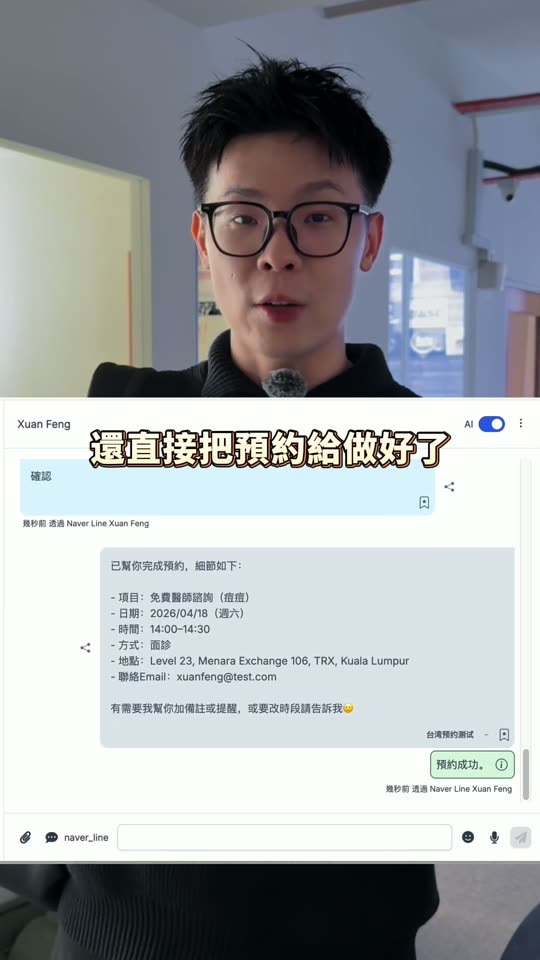 Xuan Feng
AI
還直接把預約給做好了
確認
幾秒前 透過 Naver Line Xuan Feng
已幫你完成預約，細節如下：
- 項目：免費醫師諮詢（痘痘）
- 日期：2026/04/18（週六）
- 時間：14:00–14:30
- 方式：面診
- 地點：Level 23, Menara Exchange 106, TRX, Kuala Lumpur
- 聯絡Email：xuanfeng@test.com
有需要我幫你加備註或提醒，或要改時段請告訴我
台湾預約測试 -
預約成功。
幾秒前 透過 Naver Line Xuan Feng
naver_line